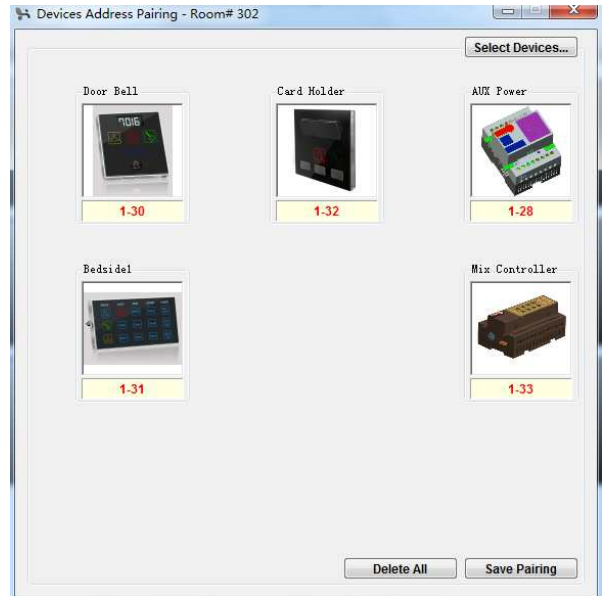 Devices Address Pairing - Room# 302
Select Devices...
Door Bell
Card Holder
AUX Power
7016
1-30
1-32
1-28
Bedside1
Mix Controller
1-31
1-33
Delete All
Save Pairing